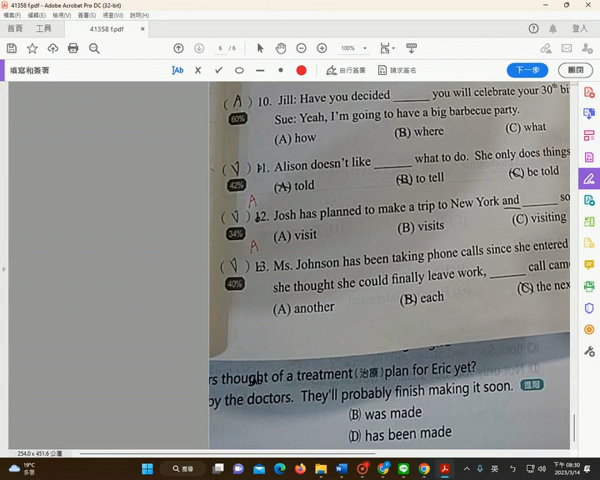 41358 f.pdf - Adobe Acrobat Pro DC (32-bit)
檔案(F) 編輯(E) 檢視(V) 簽署(S) 視窗(W) 說明(H)
首頁 工具 41358 f.pdf × 登入
6 / 6 100%
填寫和簽署 Ab 自行簽署 請求簽名 下一步 關閉
( A ) 10. Jill: Have you decided ______ you will celebrate your 30th bi
80% Sue: Yeah, I'm going to have a big barbecue party.
(A) how (B) where (C) what
( V ) 11. Alison doesn't like ______ what to do. She only does things
42% (A) told (B) to tell (C) be told
A
( V ) 12. Josh has planned to make a trip to New York and ______ so
34% (A) visit (B) visits (C) visiting
A
( V ) 13. Ms. Johnson has been taking phone calls since she entered
40% she thought she could finally leave work, ______ call cam
(A) another (B) each (C) the nex
rs thought of a treatment (治療) plan for Eric yet?
by the doctors. They'll probably finish making it soon. 進階
(B) was made
(D) has been made
254.0 x 451.6 公釐
19°C
多雲
搜尋
英
下午 08:30
2023/3/14